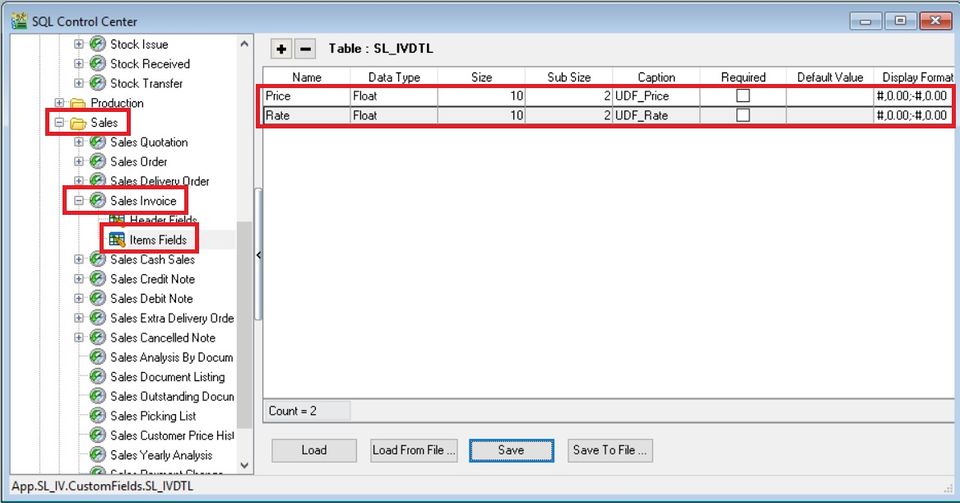 SQL Control Center
Stock Issue
Stock Received
Stock Transfer
Production
Sales
Sales Quotation
Sales Order
Sales Delivery Order
Sales Invoice
Header Fields
Items Fields
Sales Cash Sales
Sales Credit Note
Sales Debit Note
Sales Extra Delivery Orde
Sales Cancelled Note
Sales Analysis By Docum
Sales Document Listing
Sales Outstanding Docun
Sales Picking List
Sales Customer Price Hist
Sales Yearly Analysis
Sales Payment Change
Table : SL_IVDTL
Name Data Type Size Sub Size Caption Required Default Value Display Format
Price Float 10 2 UDF_Price #,0.00;-#,0.00
Rate Float 10 2 UDF_Rate #,0.00;-#,0.00
Count = 2
Load Load From File ... Save Save To File ...
App.SL_IV.CustomFields.SL_IVDTL